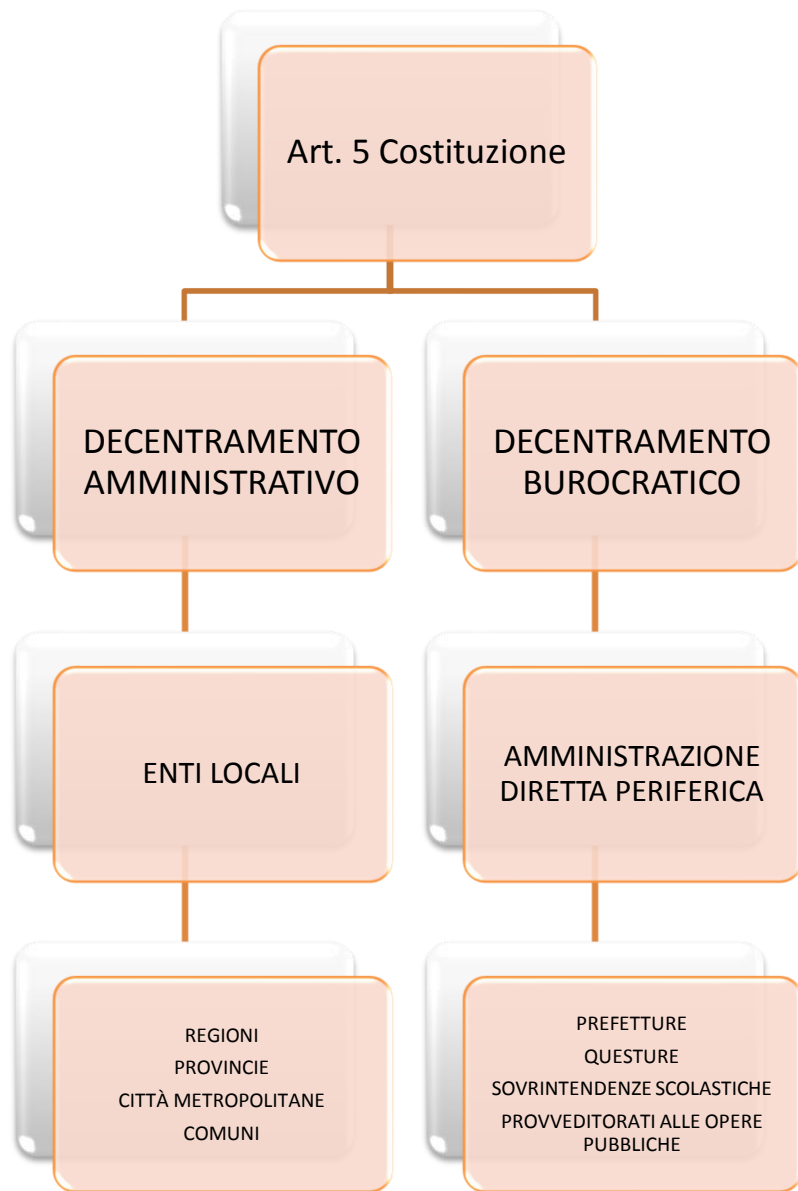 Art. 5 Costituzione
DECENTRAMENTO
AMMINISTRATIVO
DECENTRAMENTO
BUROCRATICO
ENTI LOCALI
AMMINISTRAZIONE
DIRETTA PERIFERICA
REGIONI
PROVINCIE
CITTÀ METROPOLITANE
COMUNI
PREFETTURE
QUESTURE
SOVRINTENDENZE SCOLASTICHE
PROVVEDITORATI ALLE OPERE
PUBBLICHE